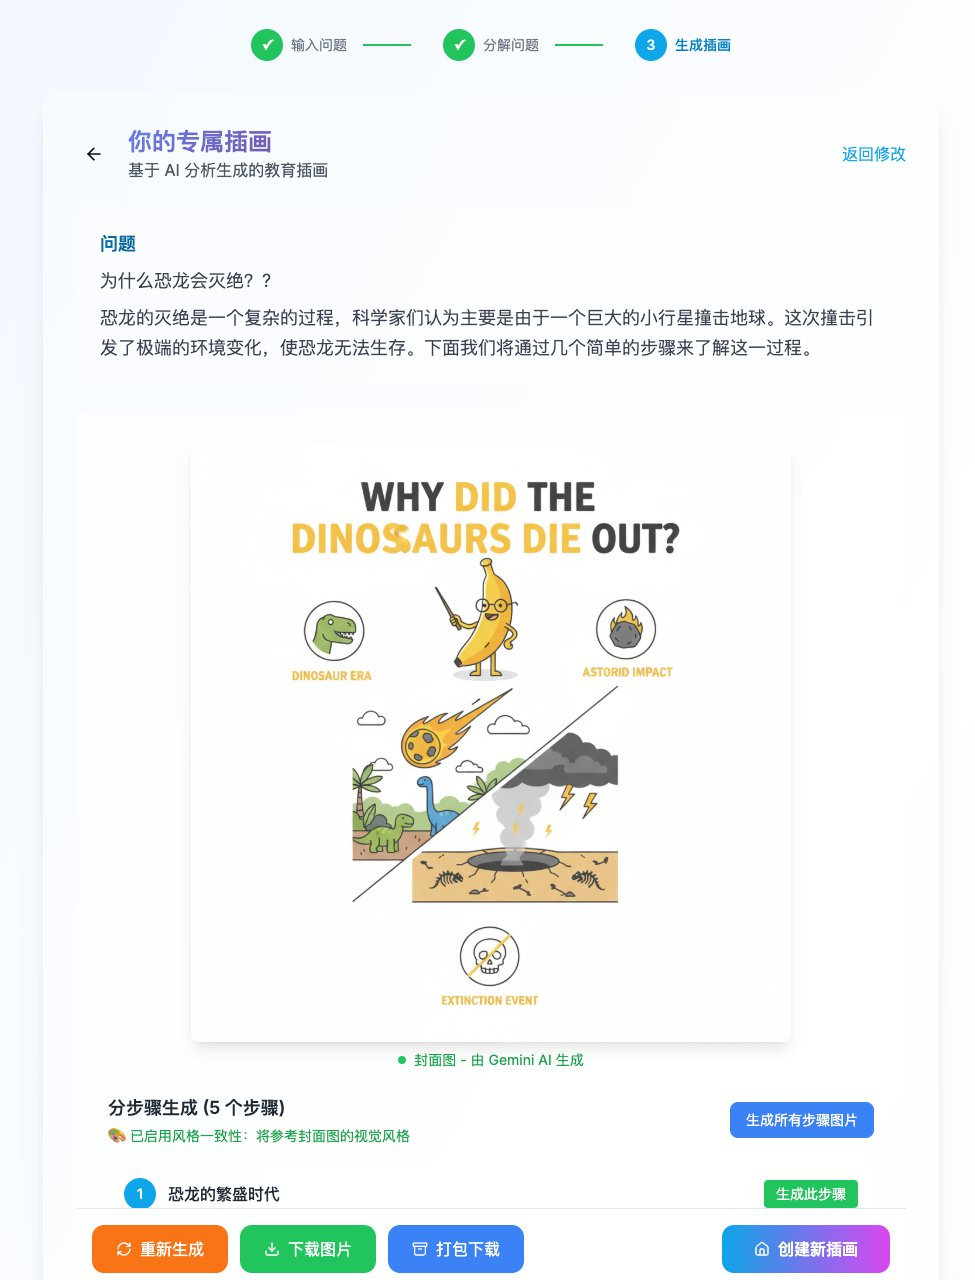 输入问题
分解问题
3 生成插画
你的专属插画
基于 AI 分析生成的教育插画
返回修改
问题
为什么恐龙会灭绝？?
恐龙的灭绝是一个复杂的过程，科学家们认为主要是由于一个巨大的小行星撞击地球。这次撞击引
发了极端的环境变化，使恐龙无法生存。下面我们将通过几个简单的步骤来了解这一过程。
WHY DID THE
DINOSAURS DIE OUT?
DINOSAUR ERA
ASTORID IMPACT
EXTINCTION EVENT
封面图 - 由 Gemini AI 生成
分步骤生成 (5 个步骤)
已启用风格一致性：将参考封面图的视觉风格
生成所有步骤图片
1 恐龙的繁盛时代
生成此步骤
重新生成
下载图片
打包下载
创建新插画